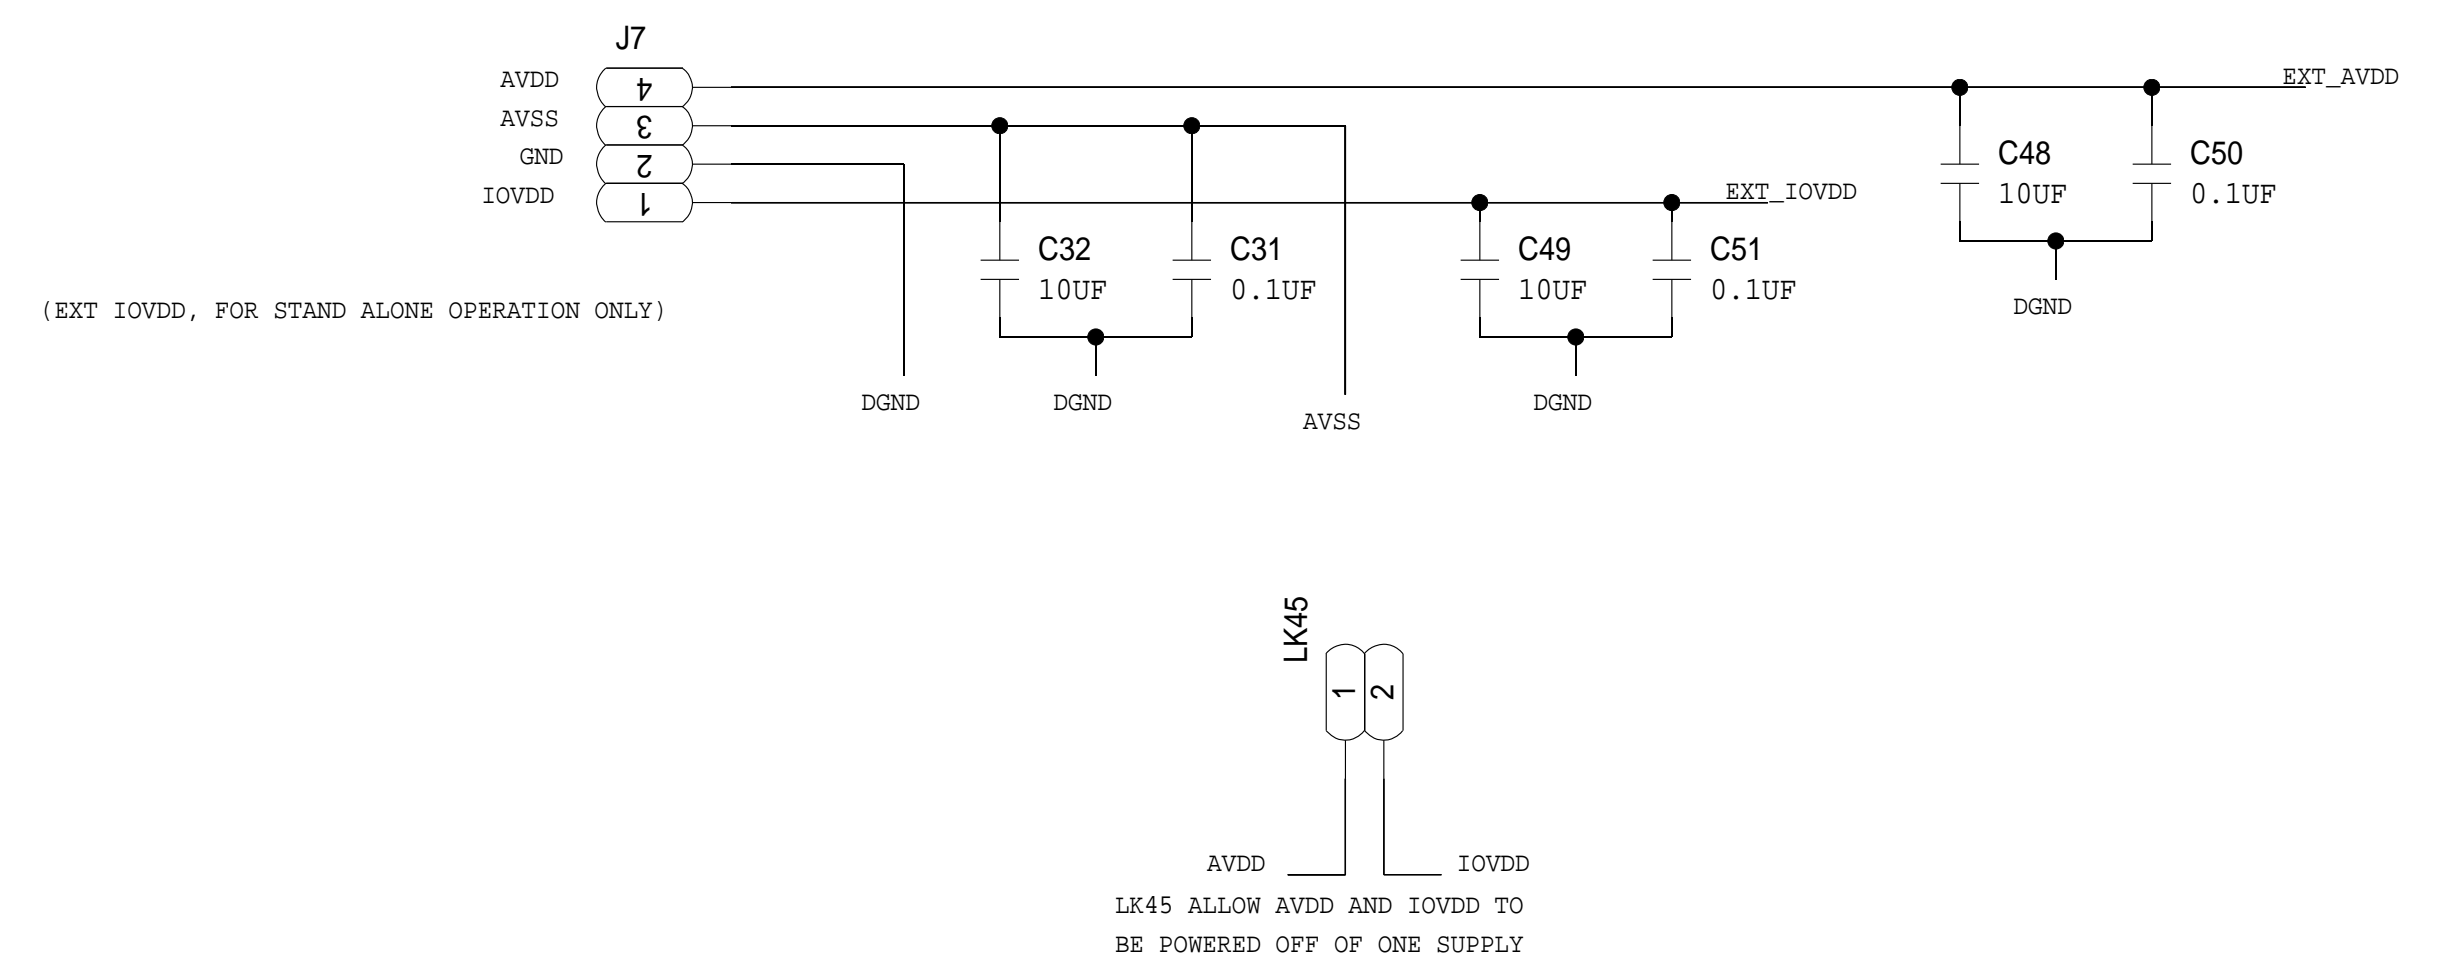 J7
AVDD
4
EXT_AVDD
AVSS
3
GND
2
IOVDD
1
EXT_IOVDD
C48
10UF
C50
0.1UF
DGND
C32
10UF
C31
0.1UF
C49
10UF
C51
0.1UF
(EXT IOVDD, FOR STAND ALONE OPERATION ONLY)
DGND
DGND
AVSS
DGND
LK45
1
2
AVDD
IOVDD
LK45 ALLOW AVDD AND IOVDD TO
BE POWERED OFF OF ONE SUPPLY